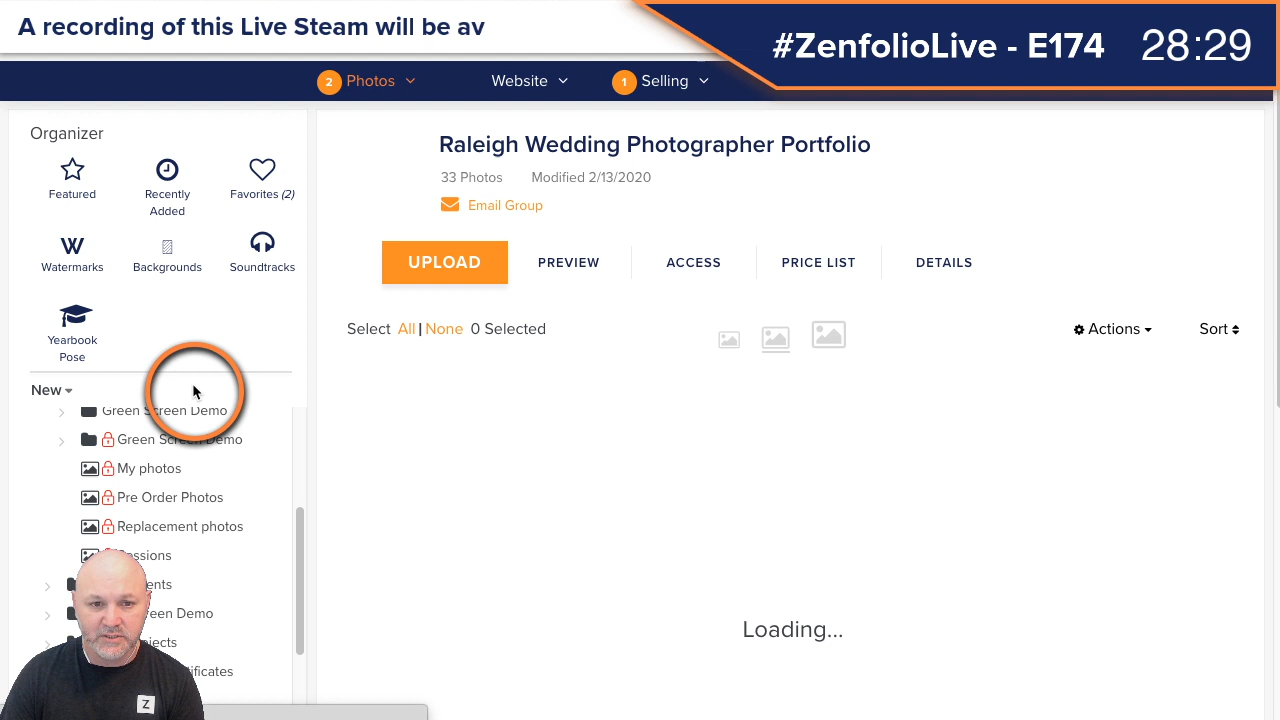 A recording of this Live Steam will be av
#ZenfolioLive - E174 28:29
2 Photos
Website
1 Selling
Organizer
Featured
Recently Added
Favorites (2)
W
Watermarks
Backgrounds
Soundtracks
Yearbook Pose
New
Green Screen Demo
Green Screen Demo
My photos
Pre Order Photos
Replacement photos
Raleigh Wedding Photographer Portfolio
33 Photos Modified 2/13/2020
Email Group
UPLOAD PREVIEW ACCESS PRICE LIST DETAILS
Select All | None 0 Selected
Actions Sort
Loading...
Z